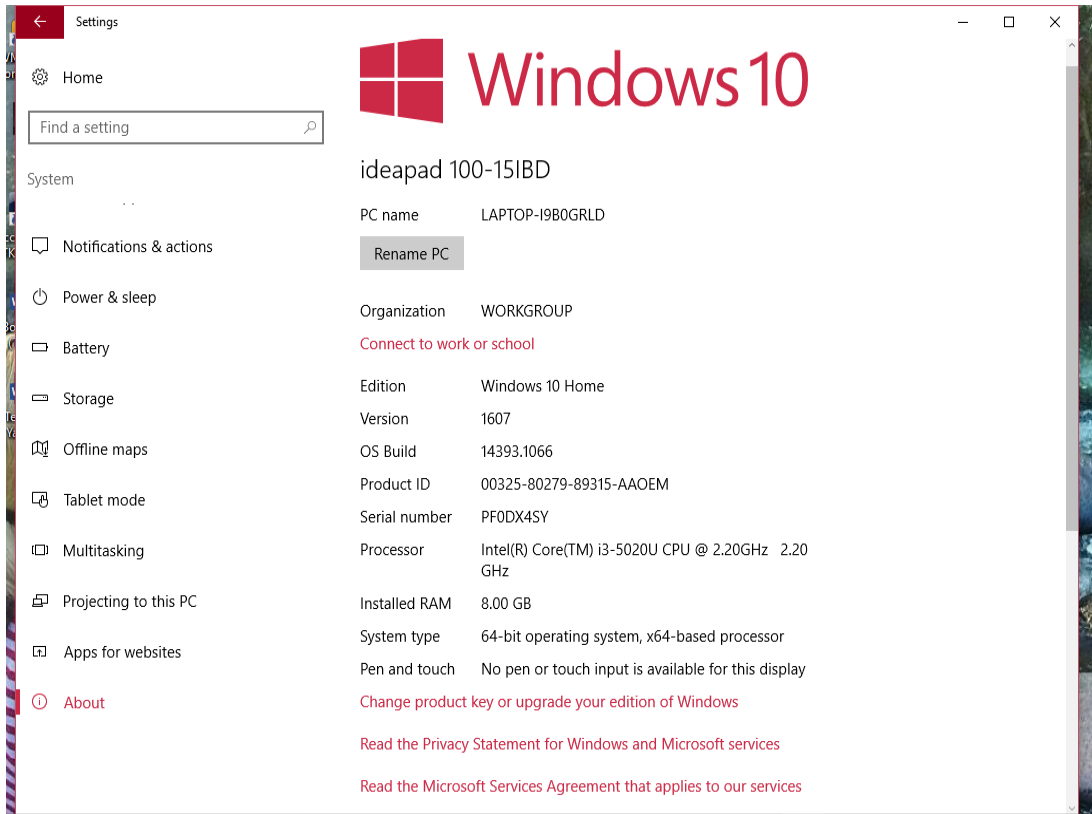 Settings
Home
Find a setting
System
Notifications & actions
Power & sleep
Battery
Storage
Offline maps
Tablet mode
Multitasking
Projecting to this PC
Apps for websites
About
Windows 10
ideapad 100-15IBD
PC name LAPTOP-I9B0GRLD
Rename PC
Organization WORKGROUP
Connect to work or school
Edition Windows 10 Home
Version 1607
OS Build 14393.1066
Product ID 00325-80279-89315-AAOEM
Serial number PF0DX4SY
Processor Intel(R) Core(TM) i3-5020U CPU @ 2.20GHz 2.20
GHz
Installed RAM 8.00 GB
System type 64-bit operating system, x64-based processor
Pen and touch No pen or touch input is available for this display
Change product key or upgrade your edition of Windows
Read the Privacy Statement for Windows and Microsoft services
Read the Microsoft Services Agreement that applies to our services